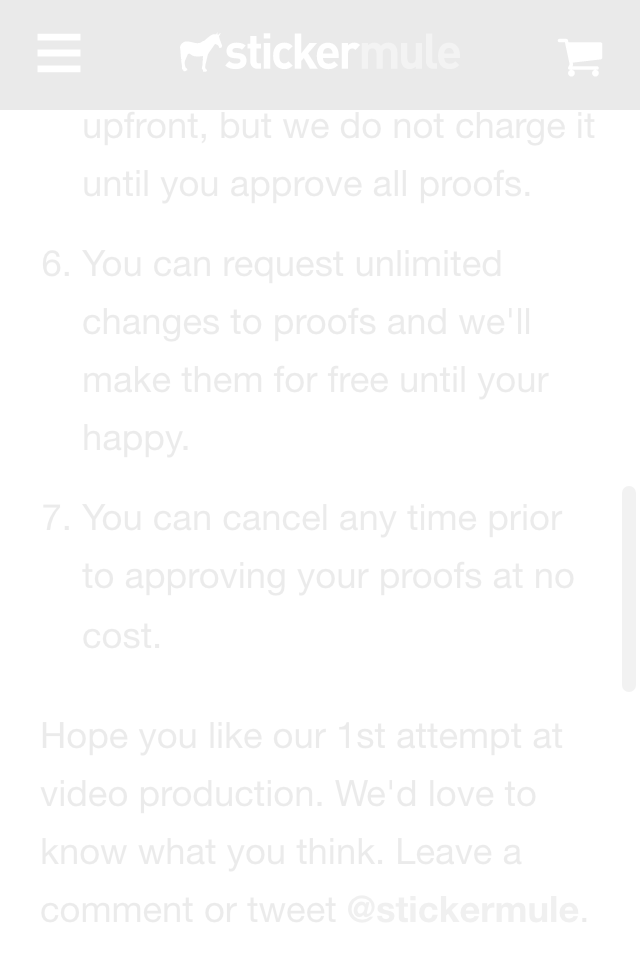 stickermule
upfront, but we do not charge it
until you approve all proofs.
6. You can request unlimited
changes to proofs and we'll
make them for free until your
happy.
7. You can cancel any time prior
to approving your proofs at no
cost.
Hope you like our 1st attempt at
video production. We'd love to
know what you think. Leave a
comment or tweet @stickermule.